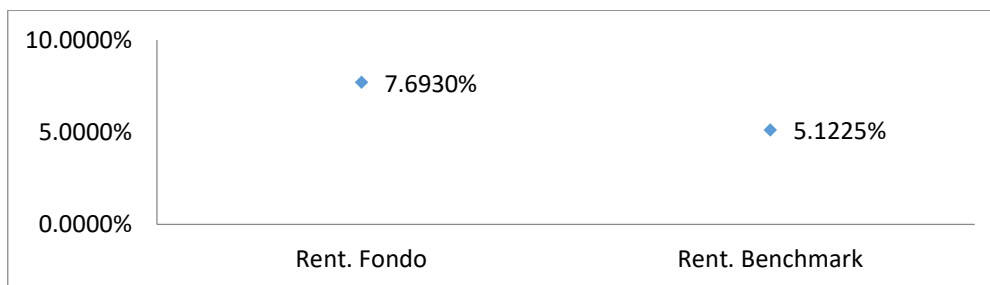 10.0000%
7.6930%
5.0000%
5.1225%
0.0000%
Rent. Fondo
Rent. Benchmark